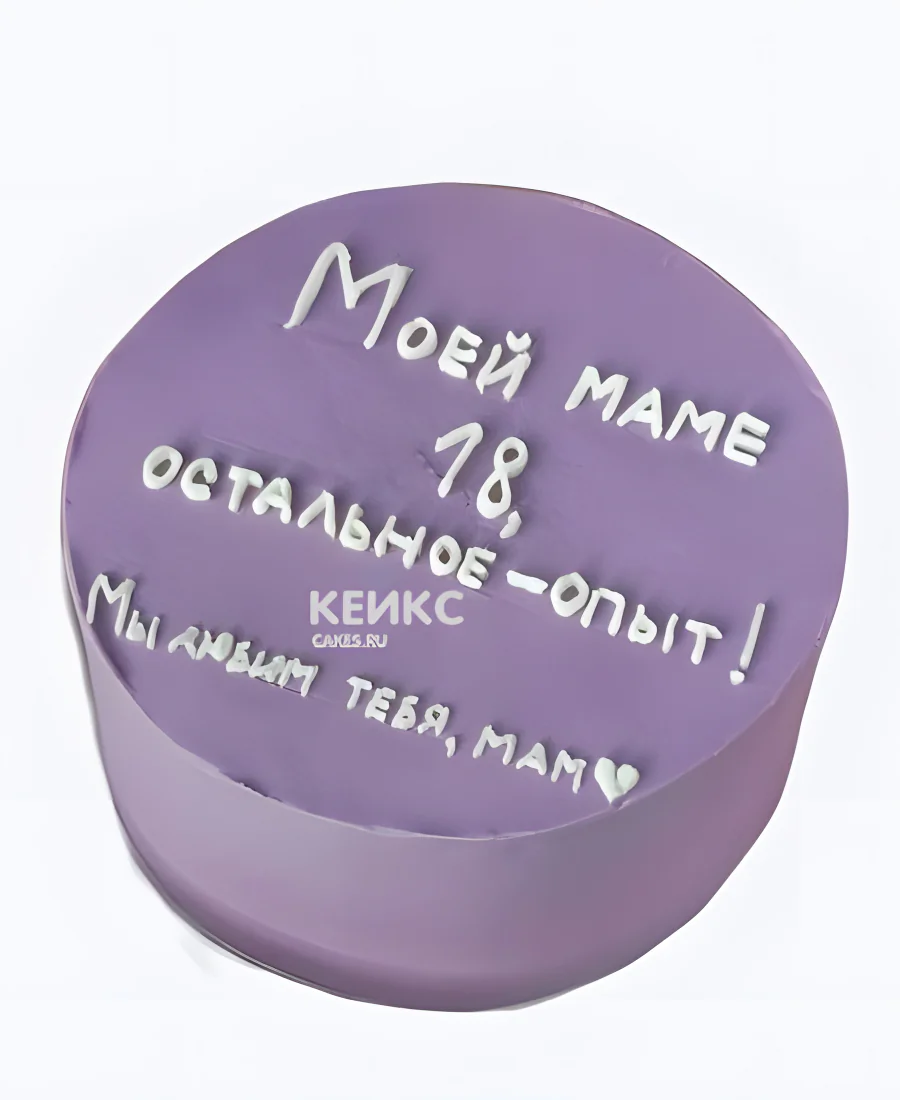 Моей маме
18,
остальное – опыт!
КЕЙКС
CAKES.RU
Мы любим тебя, мам♥